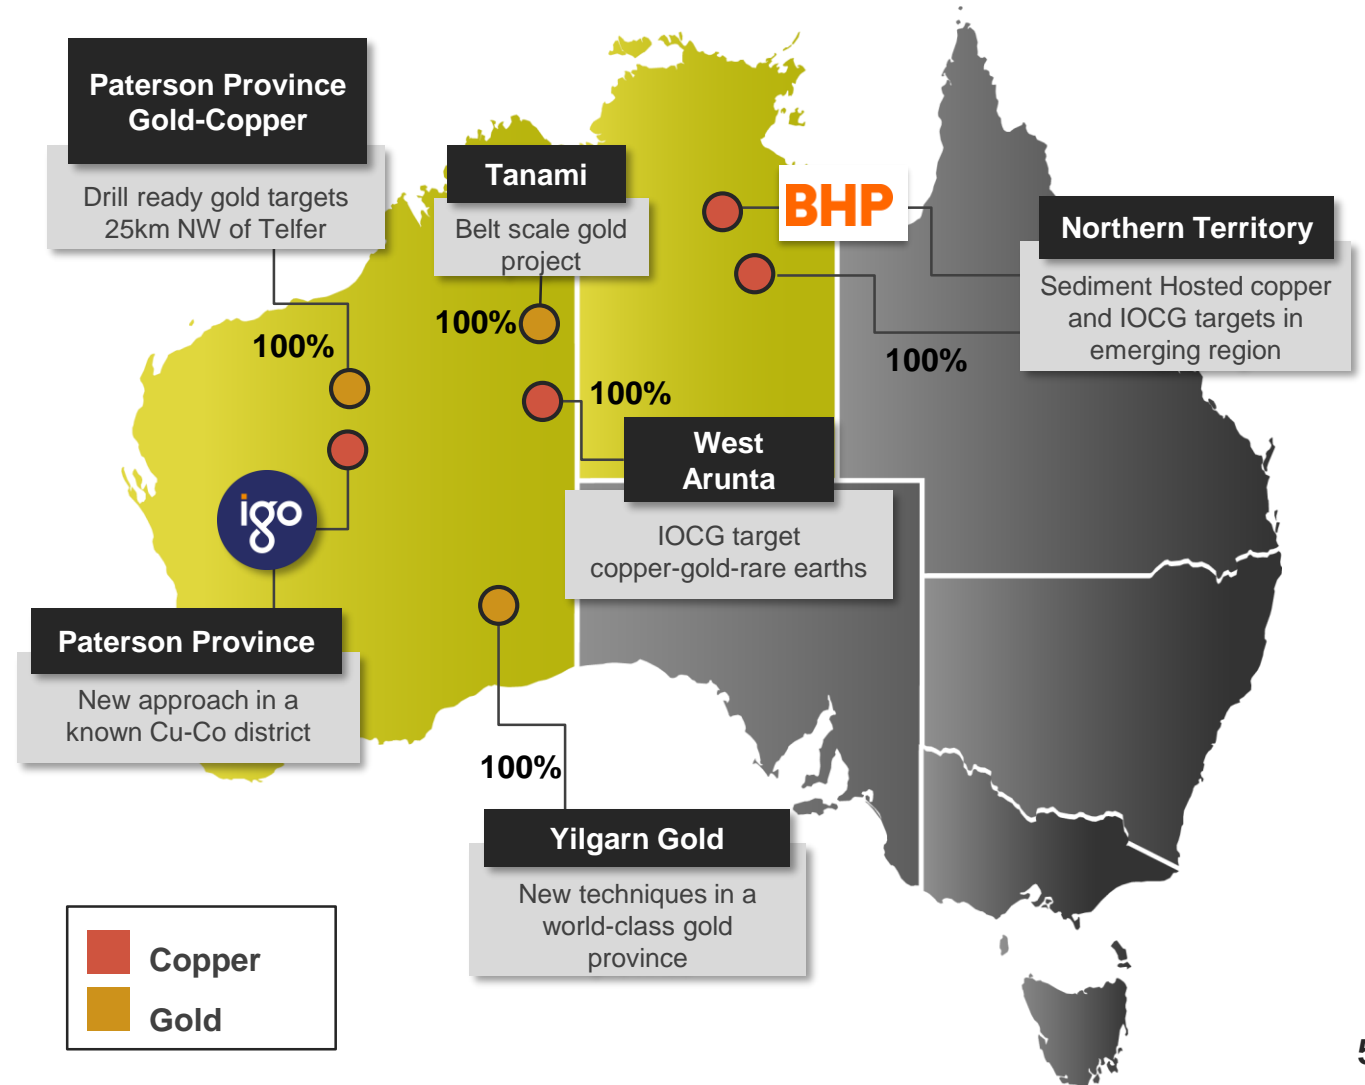 Paterson Province
Gold-Copper
Drill ready gold targets
25km NW of Telfer
100%
Tanami
Belt scale gold
project
100%
BHP
Northern Territory
Sediment Hosted copper
and IOCG targets in
emerging region
100%
100%
West
Arunta
IOCG target
copper-gold-rare earths
igo
Paterson Province
New approach in a
known Cu-Co district
100%
Yilgarn Gold
New techniques in a
world-class gold
province
Copper
Gold
5